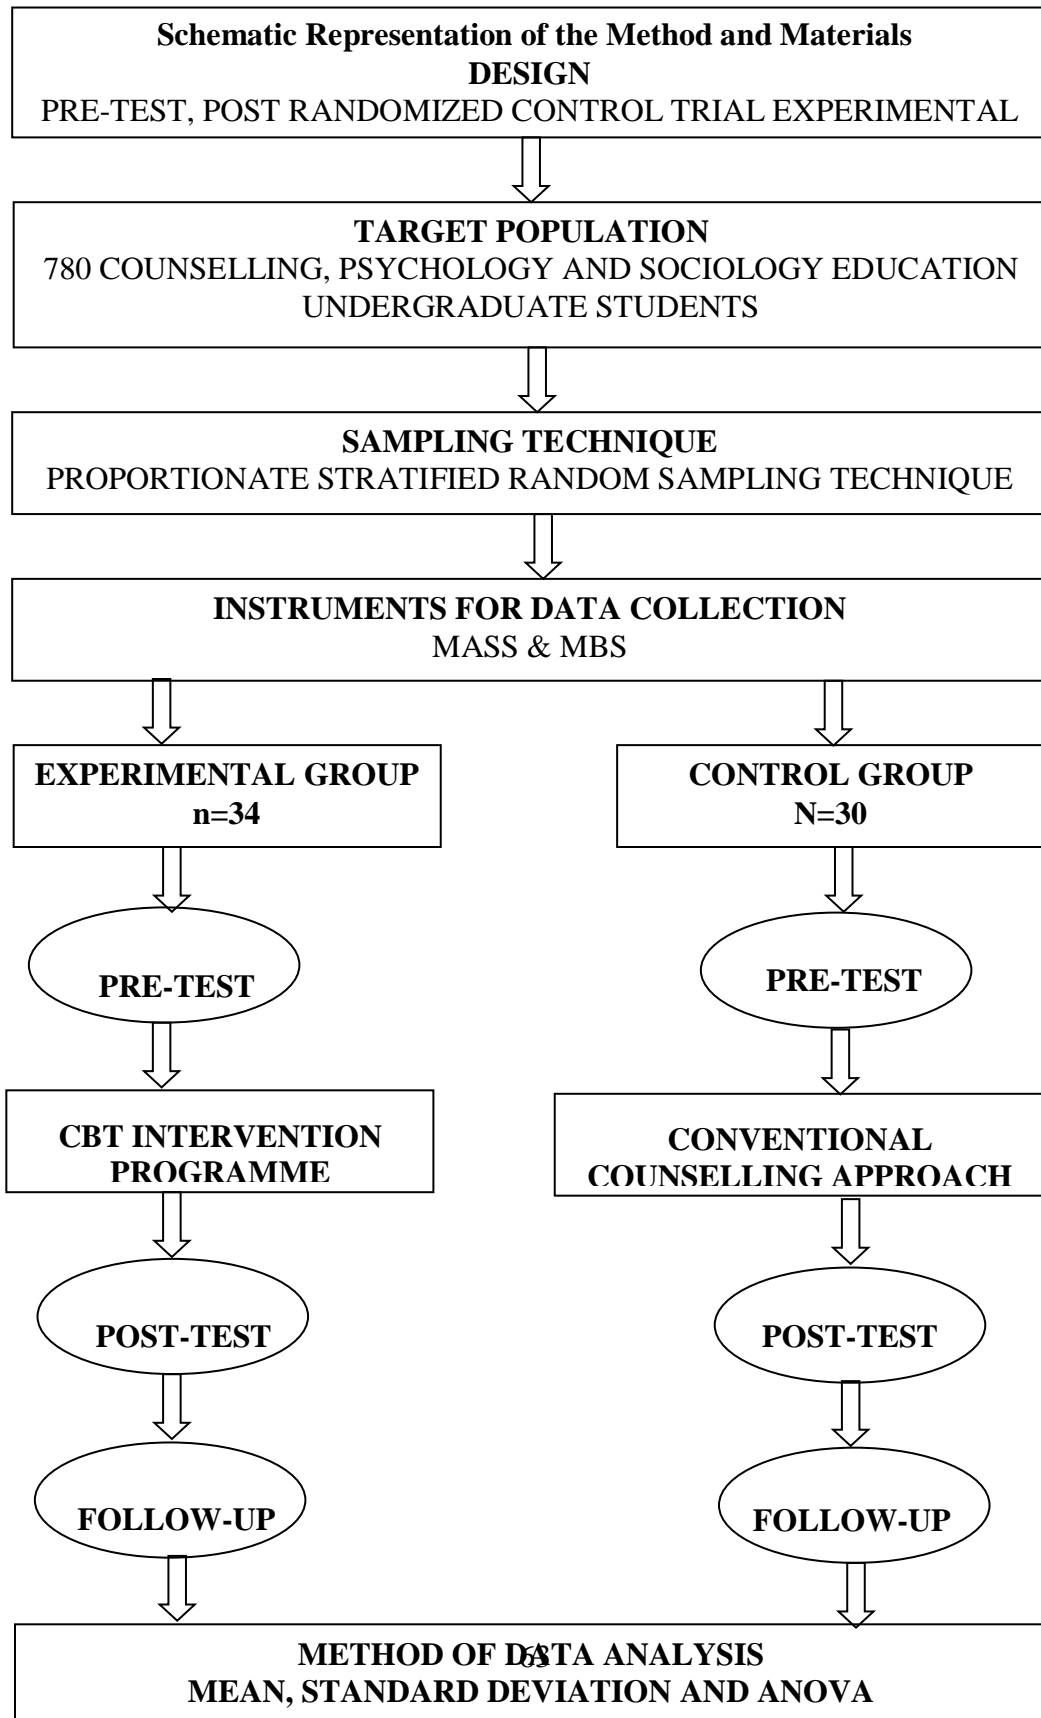 Schematic Representation of the Method and Materials
DESIGN
PRE-TEST, POST RANDOMIZED CONTROL TRIAL EXPERIMENTAL
TARGET POPULATION
780 COUNSELLING, PSYCHOLOGY AND SOCIOLOGY EDUCATION
UNDERGRADUATE STUDENTS
SAMPLING TECHNIQUE
PROPORTIONATE STRATIFIED RANDOM SAMPLING TECHNIQUE
INSTRUMENTS FOR DATA COLLECTION
MASS & MBS
EXPERIMENTAL GROUP
n=34
CONTROL GROUP
N=30
PRE-TEST
PRE-TEST
CBT INTERVENTION
PROGRAMME
CONVENTIONAL
COUNSELLING APPROACH
POST-TEST
POST-TEST
FOLLOW-UP
FOLLOW-UP
METHOD OF DATA ANALYSIS
63
MEAN, STANDARD DEVIATION AND ANOVA